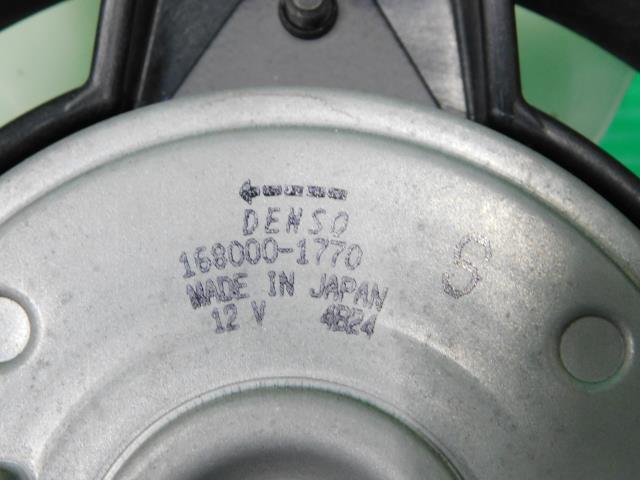 DENSO
168000-1770
S
MADE IN JAPAN
12 V 4B24